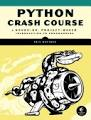 PYTHON
CRASH COURSE
A HANDS-ON, PROJECT-BASED
INTRODUCTION TO PROGRAMMING
ERIC MATTHES